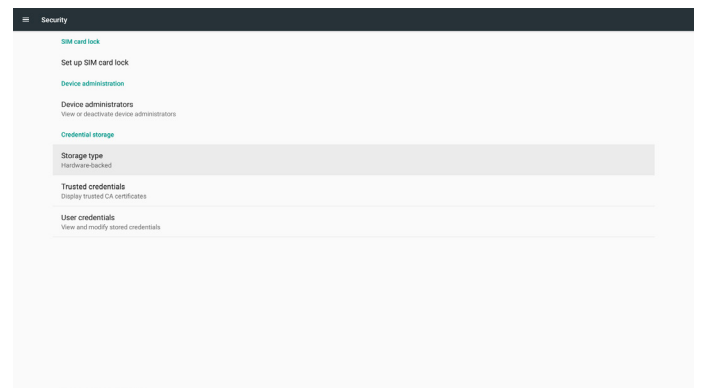 Security
SIM card lock
Set up SIM card lock
Device administration
Device administrators
View or deactivate device administrators
Credential storage
Storage type
Hardware-backed
Trusted credentials
Display trusted CA certificates
User credentials
View and modify stored credentials